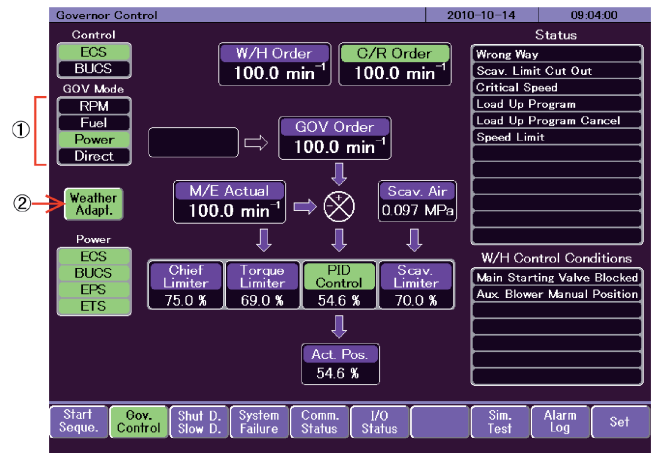 Governor Control 2010-10-14 09:04:00
Control
ECS
BUCS
GOV Mode
RPM
Fuel
Power
Direct
①
②
Weather
Adapt.
Power
ECS
BUCS
EPS
ETS
W/H Order
100.0 min⁻¹
C/R Order
100.0 min⁻¹
GOV Order
100.0 min⁻¹
M/E Actual
100.0 min⁻¹
Scav. Air
0.097 MPa
Chief
Limiter
75.0 %
Torque
Limiter
69.0 %
PID
Control
54.6 %
Scav.
Limiter
70.0 %
Act. Pos.
54.6 %
Status
Wrong Way
Scav. Limit Cut Out
Critical Speed
Load Up Program
Load Up Program Cancel
Speed Limit
W/H Control Conditions
Main Starting Valve Blocked
Aux. Blower Manual Position
Start
Seque.
Gov.
Control
Shut D.
Slow D.
System
Failure
Comm.
Status
I/O
Status
Sim.
Test
Alarm
Log
Set